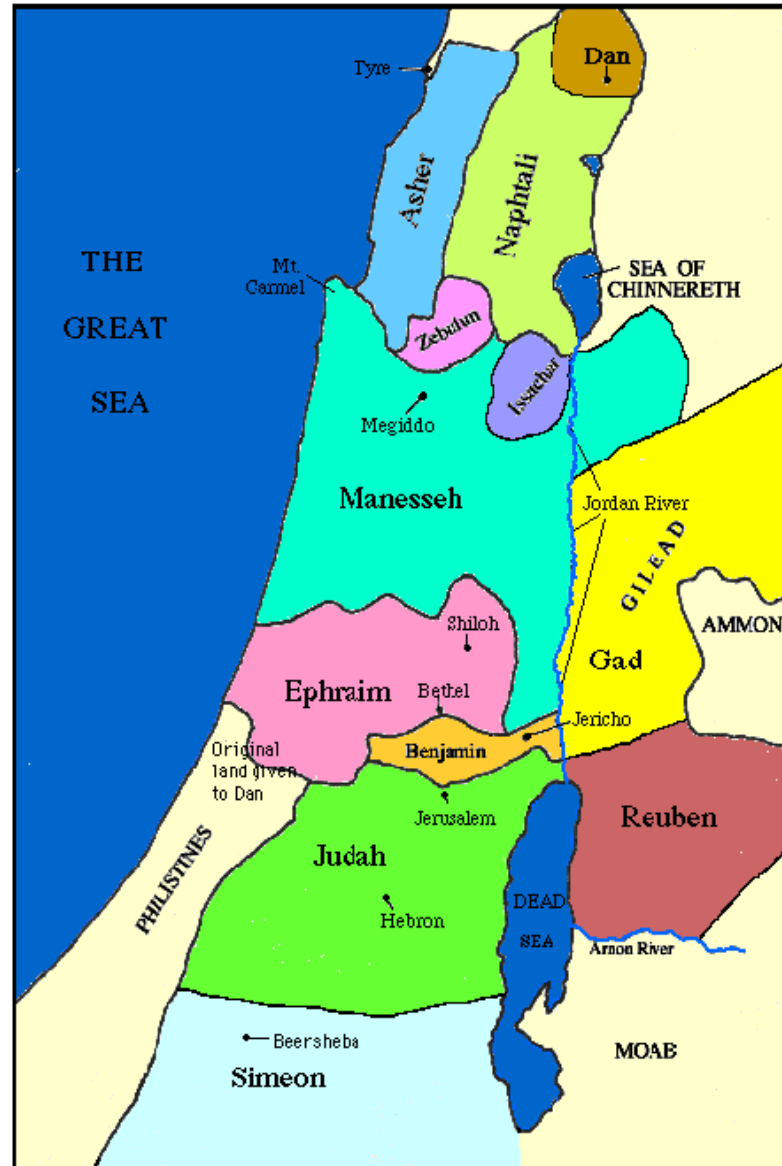 Dan
Tyre
Asher
Naphtali
THE
GREAT
SEA
Mt.
Carmel
SEA OF
CHINNERETH
Zebulun
Issachar
Megiddo
Manesseh
Jordan River
GILEAD
AMMON
Shiloh
Gad
Ephraim
Bethel
Jericho
Benjamin
Original
land given
to Dan
Jerusalem
Reuben
Judah
PHILISTINES
Hebron
DEAD
SEA
Arnon River
Beersheba
MOAB
Simeon